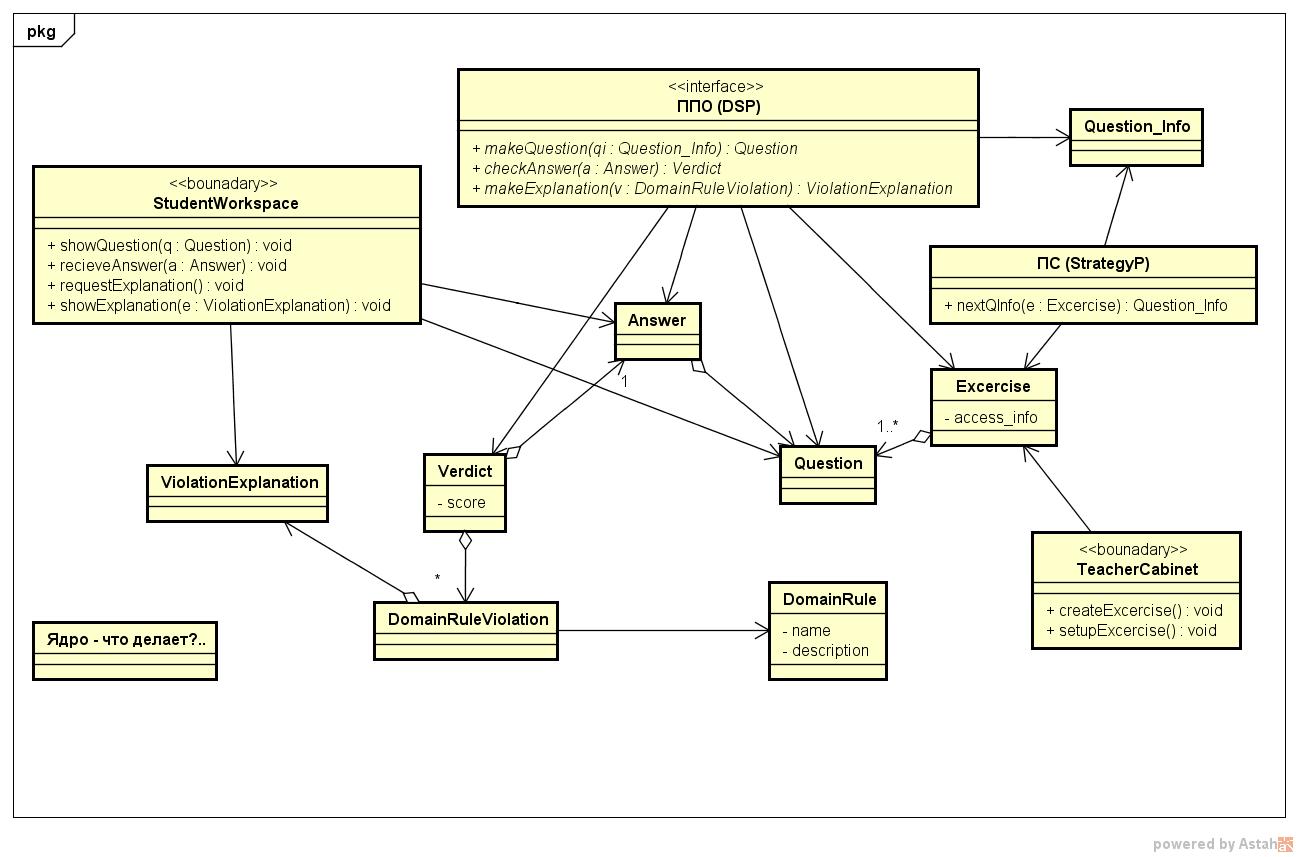 pkg
<<interface>>
ППО (DSP)
+ makeQuestion(qi : Question_Info) : Question
+ checkAnswer(a : Answer) : Verdict
+ makeExplanation(v : DomainRuleViolation) : ViolationExplanation
Question_Info
<<bounadary>>
StudentWorkspace
+ showQuestion(q : Question) : void
+ recieveAnswer(a : Answer) : void
+ requestExplanation() : void
+ showExplanation(e : ViolationExplanation) : void
ПС (StrategyP)
+ nextQInfo(e : Excercise) : Question_Info
Answer
1
Excercise
- access_info
1..*
Question
Verdict
- score
ViolationExplanation
*
DomainRuleViolation
DomainRule
- name
- description
<<bounadary>>
TeacherCabinet
+ createExcercise() : void
+ setupExcercise() : void
Ядро - что делает?..
powered by Astah